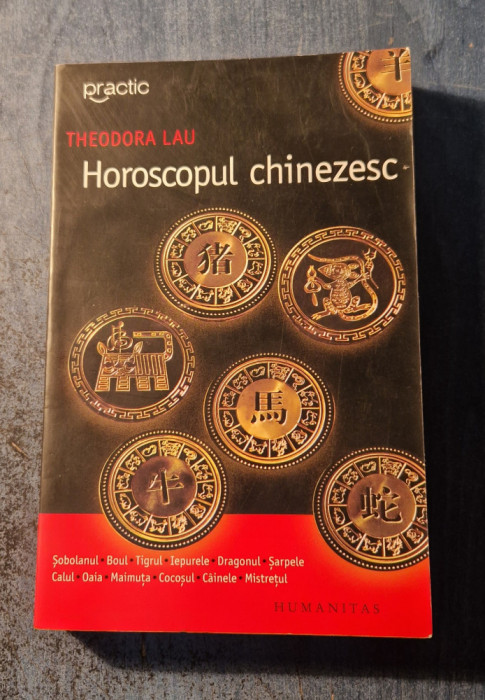 practic
羊
THEODORA LAU
Horoscopul chinezesc
猪
馬
牛
蛇
Șobolanul • Boul • Tigrul • Iepurele • Dragonul • Șarpele
Calul • Oaia • Maimuța • Cocoșul • Câinele • Mistrețul
HUMANITAS